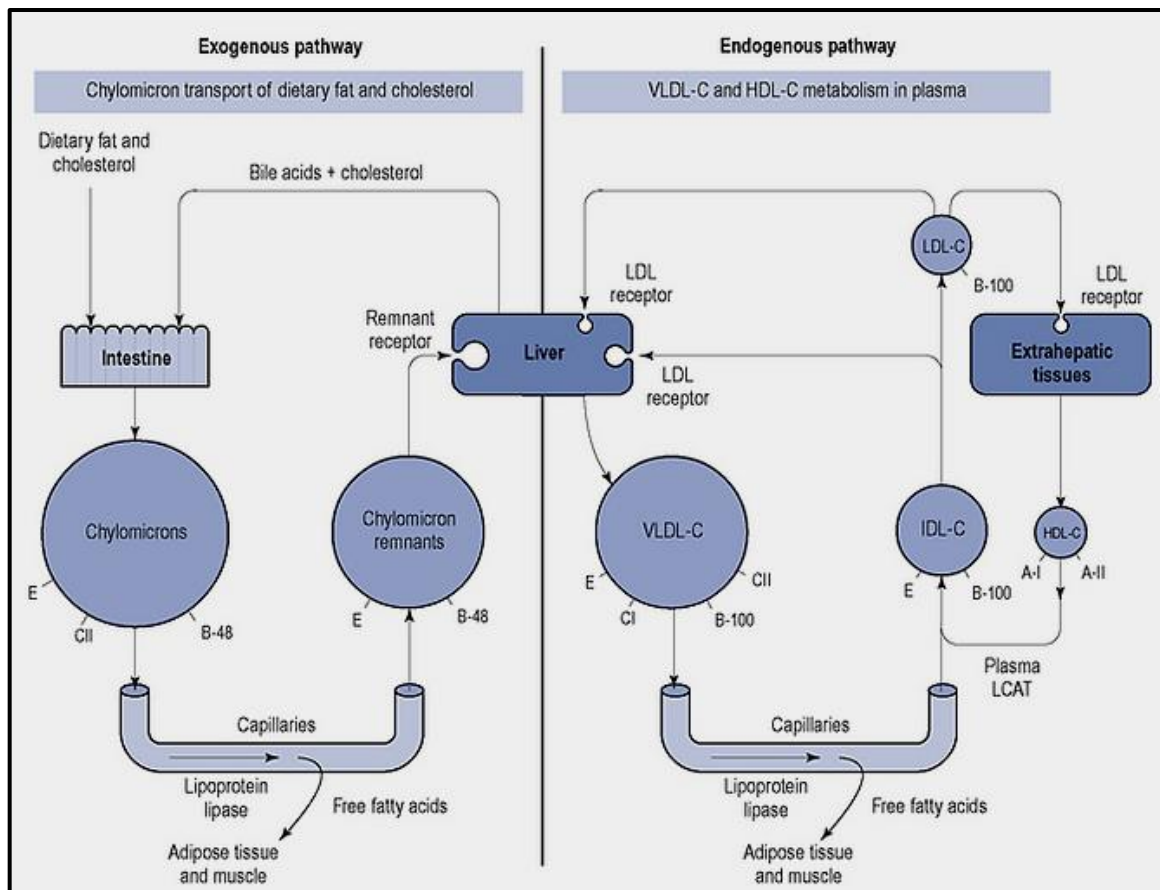 Exogenous pathway
Chylomicron transport of dietary fat and cholesterol
Dietary fat and
cholesterol
Bile acids + cholesterol
Intestine
Remnant
receptor
Liver
Chylomicrons
E
CII
B-48
Chylomicron
remnants
E
B-48
Capillaries
Lipoprotein
lipase
Free fatty acids
Adipose tissue
and muscle
Endogenous pathway
VLDL-C and HDL-C metabolism in plasma
LDL-C
B-100
LDL
receptor
LDL
receptor
LDL
receptor
Extrahepatic
tissues
VLDL-C
E
CI
B-100
CII
IDL-C
E
B-100
HDL-C
A-I
A-II
Plasma
LCAT
Capillaries
Lipoprotein
lipase
Free fatty acids
Adipose tissue
and muscle